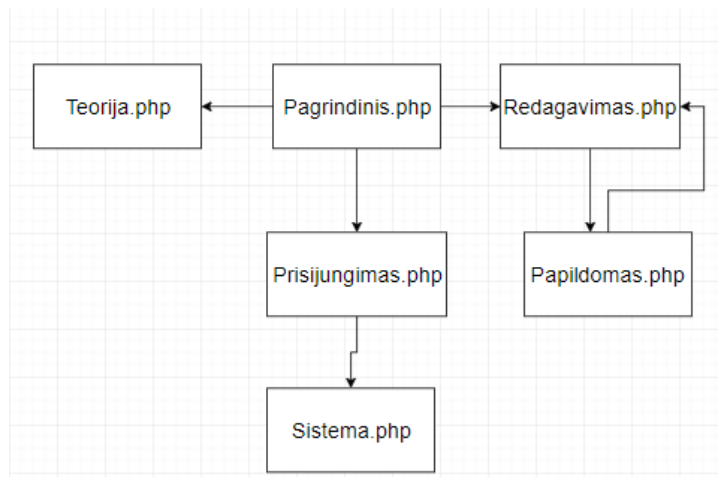 Teorija.php
Pagrindinis.php
Redagavimas.php
Prisijungimas.php
Papildomas.php
Sistema.php